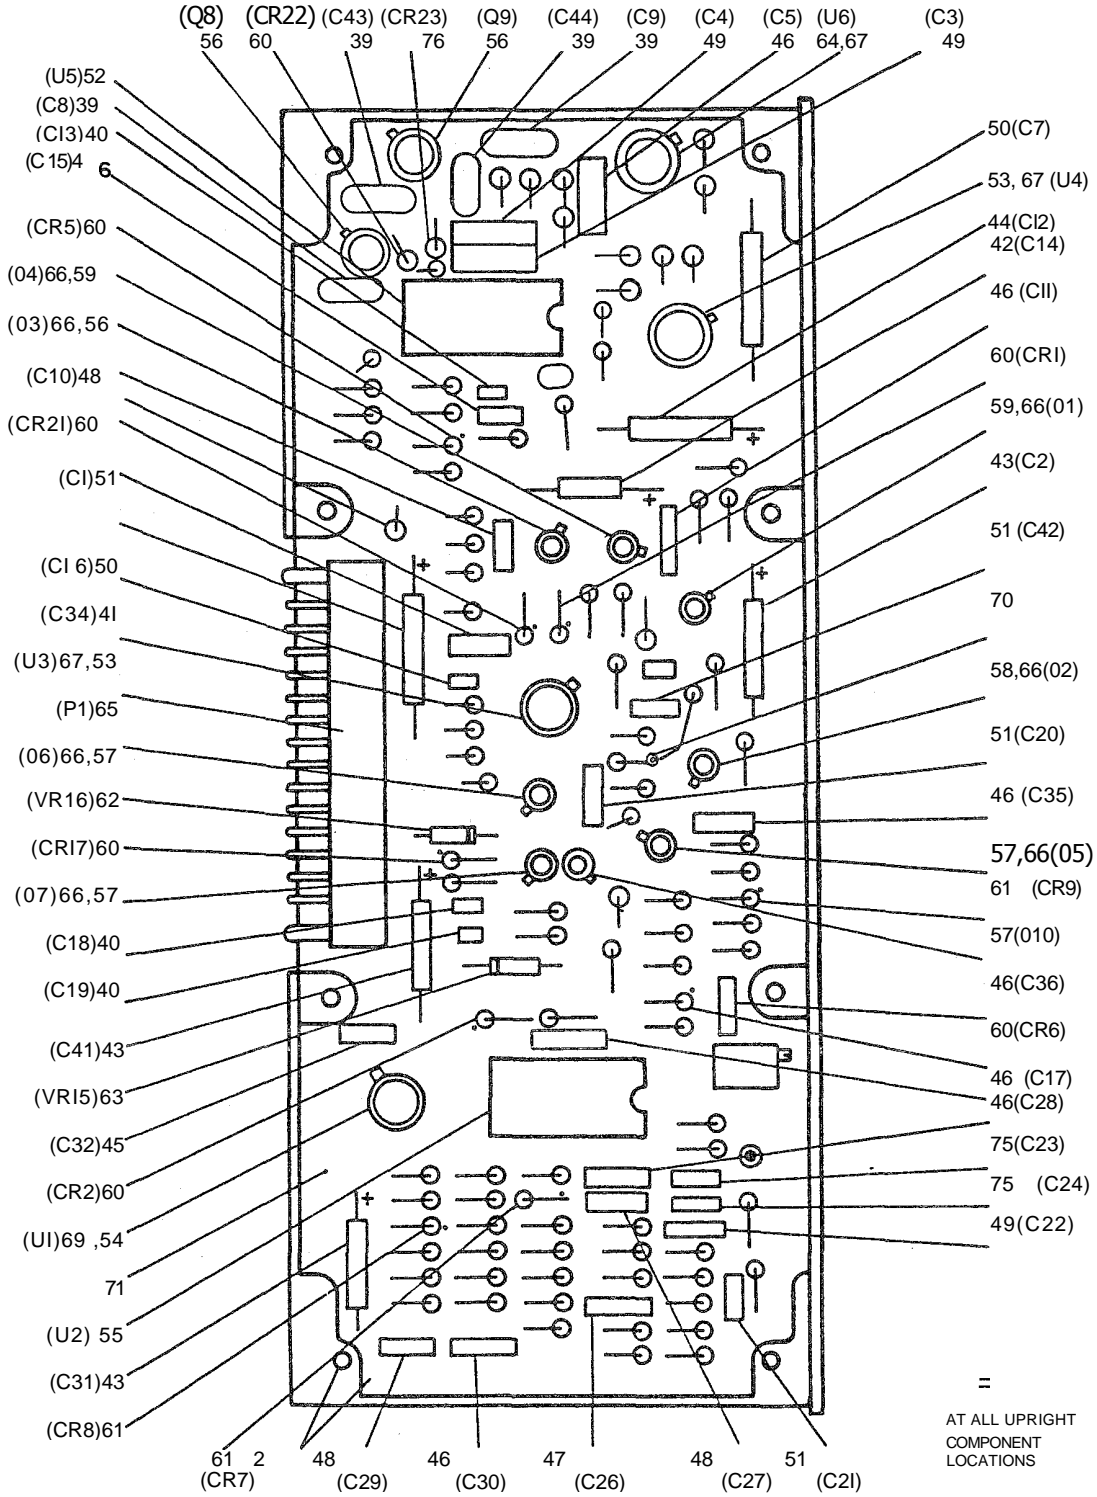 (Q8) (CR22) (C43) (CR23) (Q9) (C44) (C9) (C4) (C5) (U6) (C3)
56 60 39 76 56 39 39 49 46 64,67 49
(U5)52
(C8)39
(CI3)40
(C 15)4 6
(CR5)60
(04)66,59
(03)66,56
(C10)48
(CR2I)60
(CI)51
(CI 6)50
(C34)4I
(U3)67,53
(P1)65
(06)66,57
(VR16)62
(CRI7)60
(07)66,57
(C18)40
(C19)40
(C41)43
(VRI5)63
(C32)45
(CR2)60
(UI)69 ,54
71
(U2) 55
(C31)43
(CR8)61
50(C7)
53, 67 (U4)
44(CI2)
42(C14)
46 (CII)
60(CRI)
59,66(01)
43(C2)
51 (C42)
70
58,66(02)
51(C20)
46 (C35)
57,66(05)
61 (CR9)
57(010)
46(C36)
60(CR6)
46 (C17)
46(C28)
75(C23)
75 (C24)
49(C22)
=
AT ALL UPRIGHT
COMPONENT
LOCATIONS
61 2 48 46 47 48 51
(CR7) (C29) (C30) (C26) (C27) (C2I)
+
+
+
+
+
+